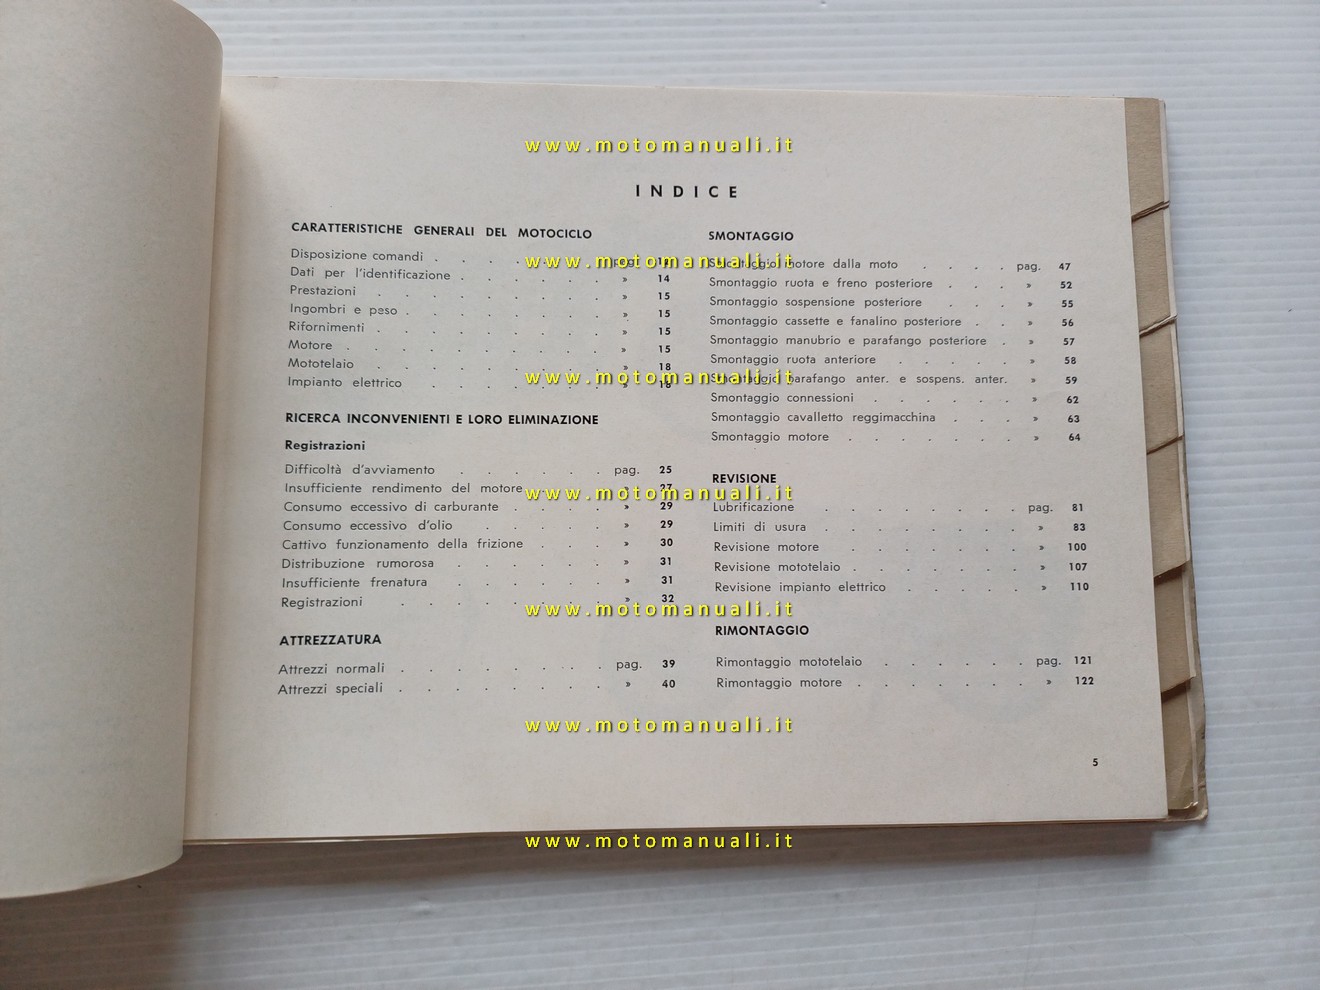 www.motomanuali.it
INDICE
CARATTERISTICHE GENERALI DEL MOTOCICLO
Disposizione comandi . . . . pag.
Dati per l'identificazione . . . . . . » 14
Prestazioni . . . . . . . » 15
Ingombri e peso . . . . . . . » 15
Rifornimenti . . . . . . . » 15
Motore . . . . . . . . » 15
Mototelaio . . . . . . . » 18
Impianto elettrico . . . . . . » 18
RICERCA INCONVENIENTI E LORO ELIMINAZIONE
Registrazioni
Difficoltà d'avviamento . . . . . pag. 25
Insufficiente rendimento del motore . . . » 27
Consumo eccessivo di carburante . . . . » 29
Consumo eccessivo d'olio . . . . » 29
Cattivo funzionamento della frizione . . . » 30
Distribuzione rumorosa . . . . . » 31
Insufficiente frenatura . . . . . » 31
Registrazioni . . . . . . » 32
ATTREZZATURA
Attrezzi normali . . . . . . . . pag. 39
Attrezzi speciali . . . . . . . » 40
SMONTAGGIO
motore dalla moto . . . . pag. 47
Smontaggio ruota e freno posteriore . . . » 52
Smontaggio sospensione posteriore . . . » 55
Smontaggio cassette e fanalino posteriore . . » 56
Smontaggio manubrio e parafango posteriore . » 57
Smontaggio ruota anteriore . . . . . » 58
Smontaggio parafango anter. e sospens. anter. » 59
Smontaggio connessioni . . . . . » 62
Smontaggio cavalletto reggimacchina . . . » 63
Smontaggio motore . . . . . . » 64
REVISIONE
Lubrificazione . . . . . . . . pag. 81
Limiti di usura . . . . . . . . » 83
Revisione motore . . . . . . . » 100
Revisione mototelaio . . . . . . . » 107
Revisione impianto elettrico . . . . . » 110
RIMONTAGGIO
Rimontaggio mototelaio . . . . . . pag. 121
Rimontaggio motore . . . . . . . » 122
5
www.motomanuali.it
www.motomanuali.it
www.motomanuali.it
www.motomanuali.it
www.motomanuali.it
www.motomanuali.it